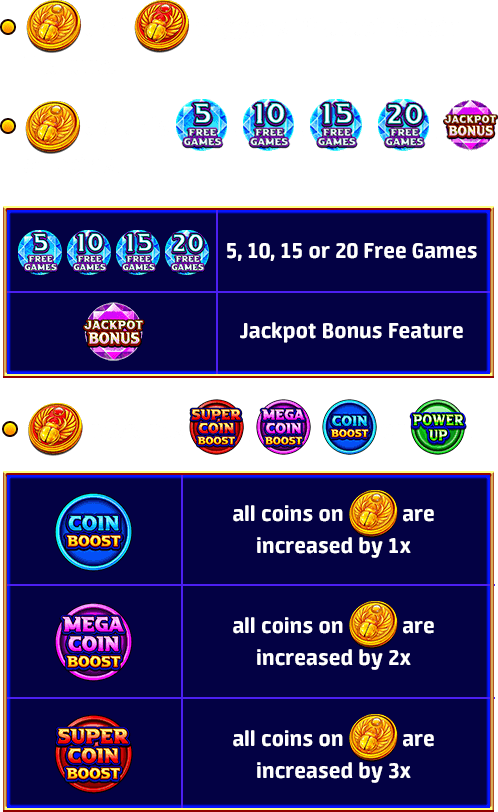 5 FREE GAMES 10 FREE GAMES 15 FREE GAMES 20 FREE GAMES JACKPOT BONUS
5 FREE GAMES 10 FREE GAMES 15 FREE GAMES 20 FREE GAMES
5, 10, 15 or 20 Free Games
JACKPOT BONUS
Jackpot Bonus Feature
SUPER COIN BOOST MEGA COIN BOOST COIN BOOST POWER UP
COIN BOOST
all coins on are
increased by 1x
MEGA COIN BOOST
all coins on are
increased by 2x
SUPER COIN BOOST
all coins on are
increased by 3x